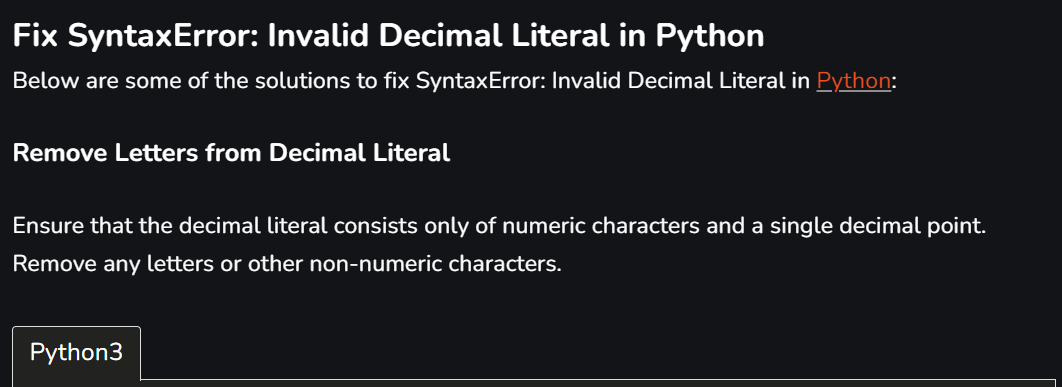 Fix SyntaxError: Invalid Decimal Literal in Python
Below are some of the solutions to fix SyntaxError: Invalid Decimal Literal in Python:
Remove Letters from Decimal Literal
Ensure that the decimal literal consists only of numeric characters and a single decimal point.
Remove any letters or other non-numeric characters.
Python3